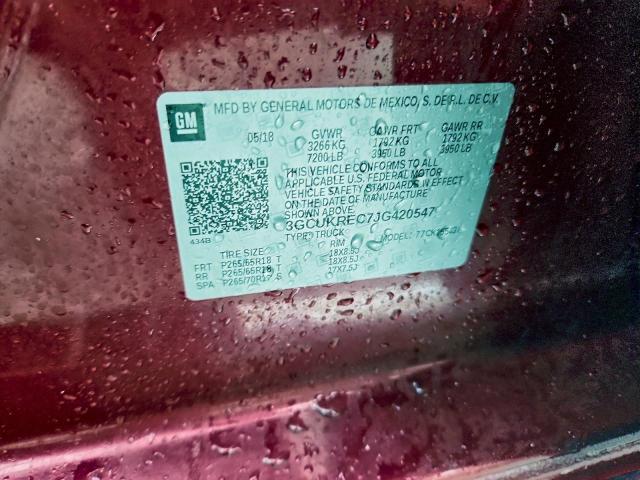 GM
MFD BY GENERAL MOTORS DE MEXICO, S. DE R.L. DE C.V.
05/18 GVWR GAWR FRT GAWR RR
3266 KG 1792 KG 1792 KG
7200 LB 3950 LB 3950 LB
THIS VEHICLE CONFORMS TO ALL
APPLICABLE U.S. FEDERAL MOTOR
VEHICLE SAFETY STANDARDS IN EFFECT
ON THE DATE OF MANUFACTURE
SHOWN
3GCUKREC7JG420547
434B TYPE: TRUCK MODEL:
TIRE SIZE RIM
FRT P265/65R18 T 18X8.5J
RR P265/65R18 T 18X8.5J
SPA P265/70R17 S 17X7.5J